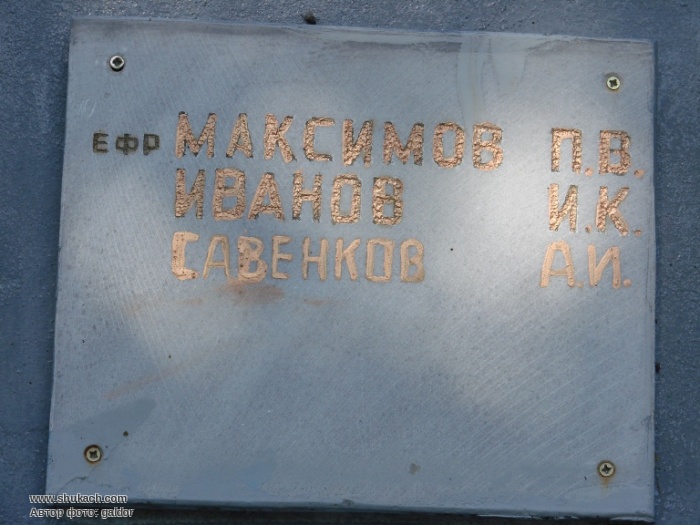 ЕФР МАКСИМОВ П.В.
ИВАНОВ И.К.
САВЕНКОВ А.И.
www.shukach.com
Автор фото: galdor